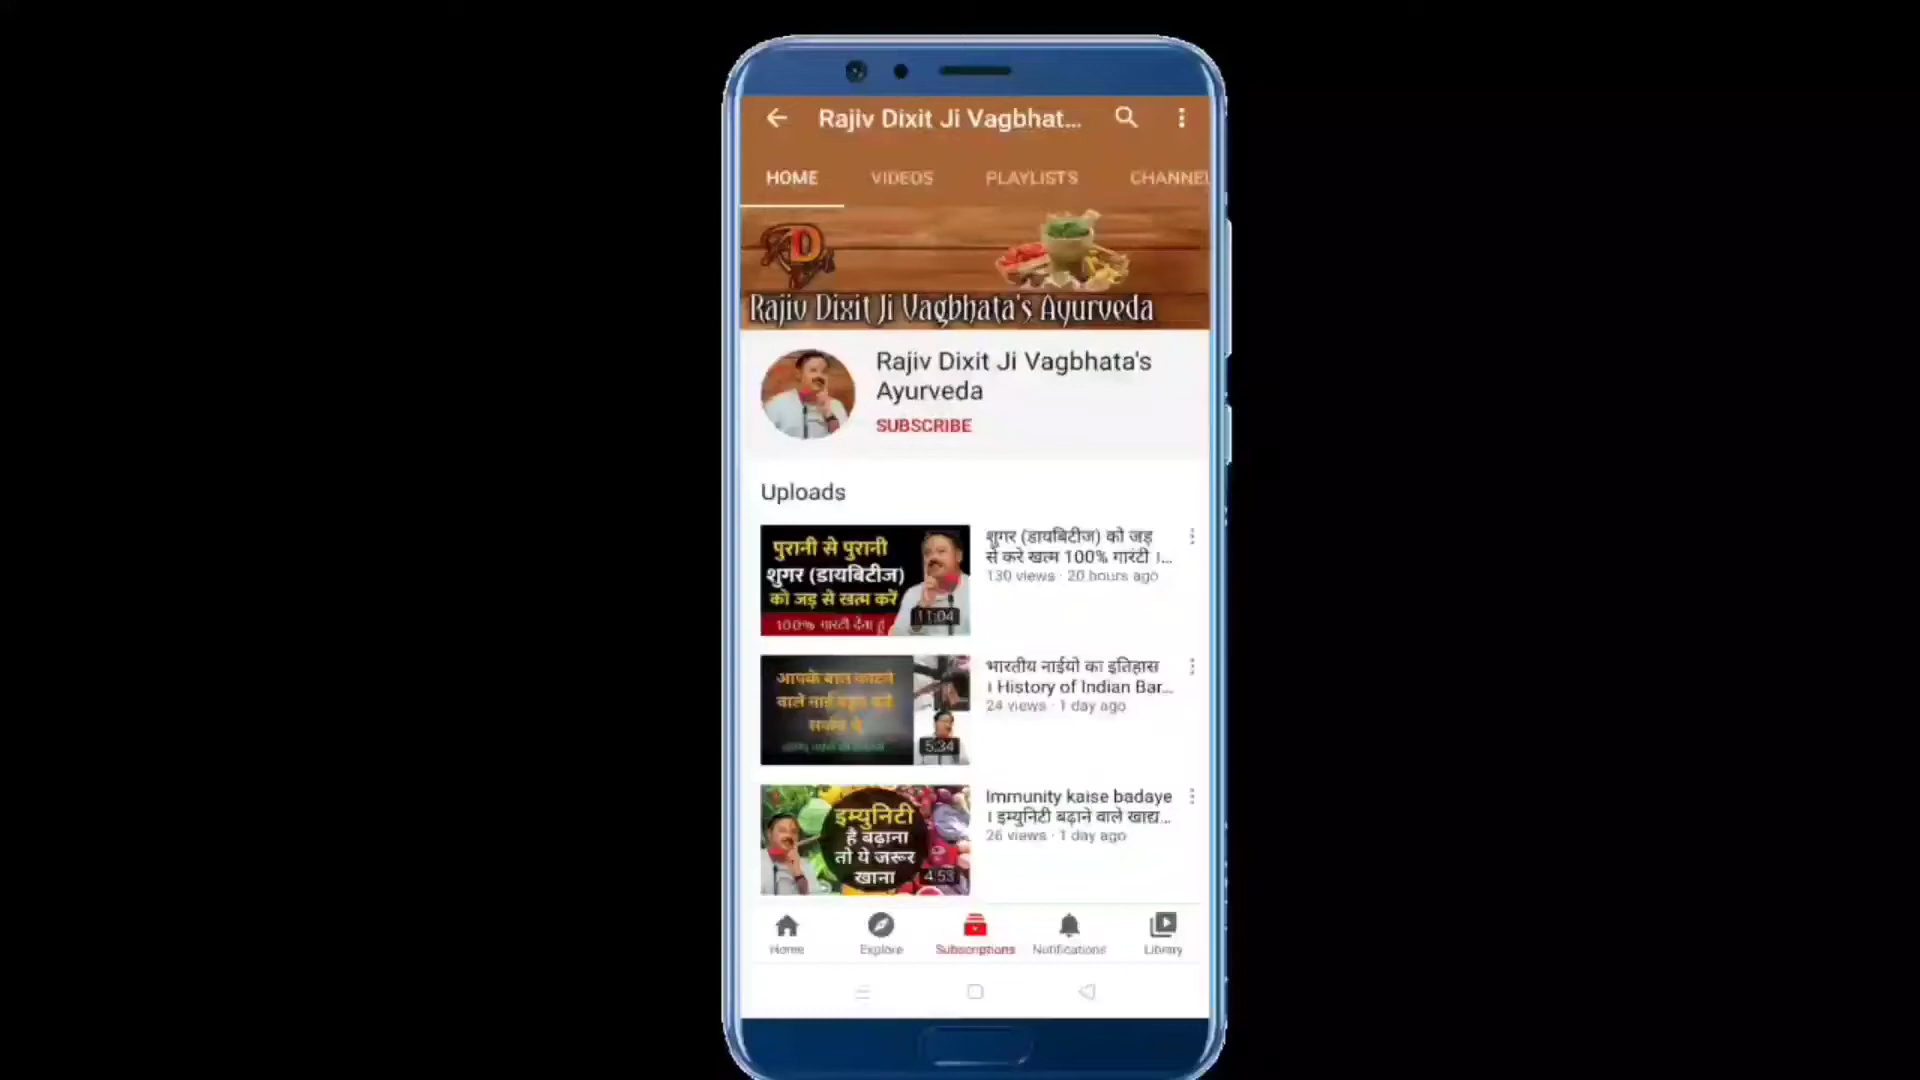 Rajiv Dixit Ji Vagbhat...
HOME VIDEOS PLAYLISTS CHANNEL
Rajiv Dixit Ji Vagbhata's Ayurveda
Rajiv Dixit Ji Vagbhata's
Ayurveda
SUBSCRIBE
Uploads
पुरानी से पुरानी
शुगर (डायबिटीज)
को जड़ से खत्म करें
100% गारंटी देता हूं
11:04
शुगर (डायबिटीज) को जड़
से करे खत्म 100% गारंटी ।...
130 views · 20 hours ago
आपके बाल काटने
वाले नाई
5:34
भारतीय नाईयो का इतिहास
। History of Indian Bar...
24 views · 1 day ago
इम्युनिटी
है बढ़ाना
तो ये जरूर
खाना
4:53
Immunity kaise badaye
। इम्युनिटी बढ़ाने वाले खाद्य...
26 views · 1 day ago
Home Explore Subscriptions Notifications Library